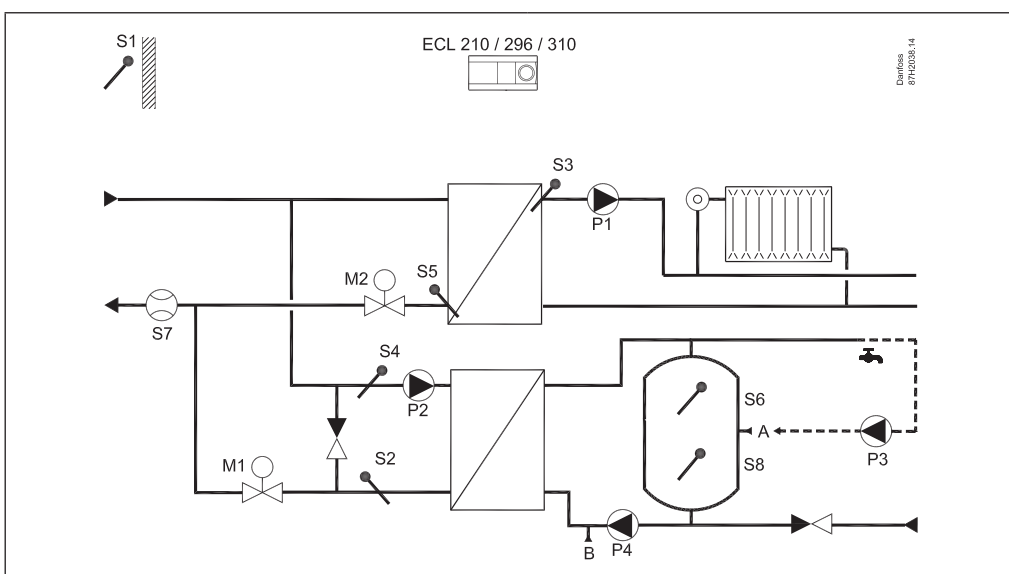 S1
ECL 210 / 296 / 310
Danfoss
87H2038.14
S3
P1
M2
S5
S7
S4
P2
S6
A
P3
S8
M1
S2
B
P4